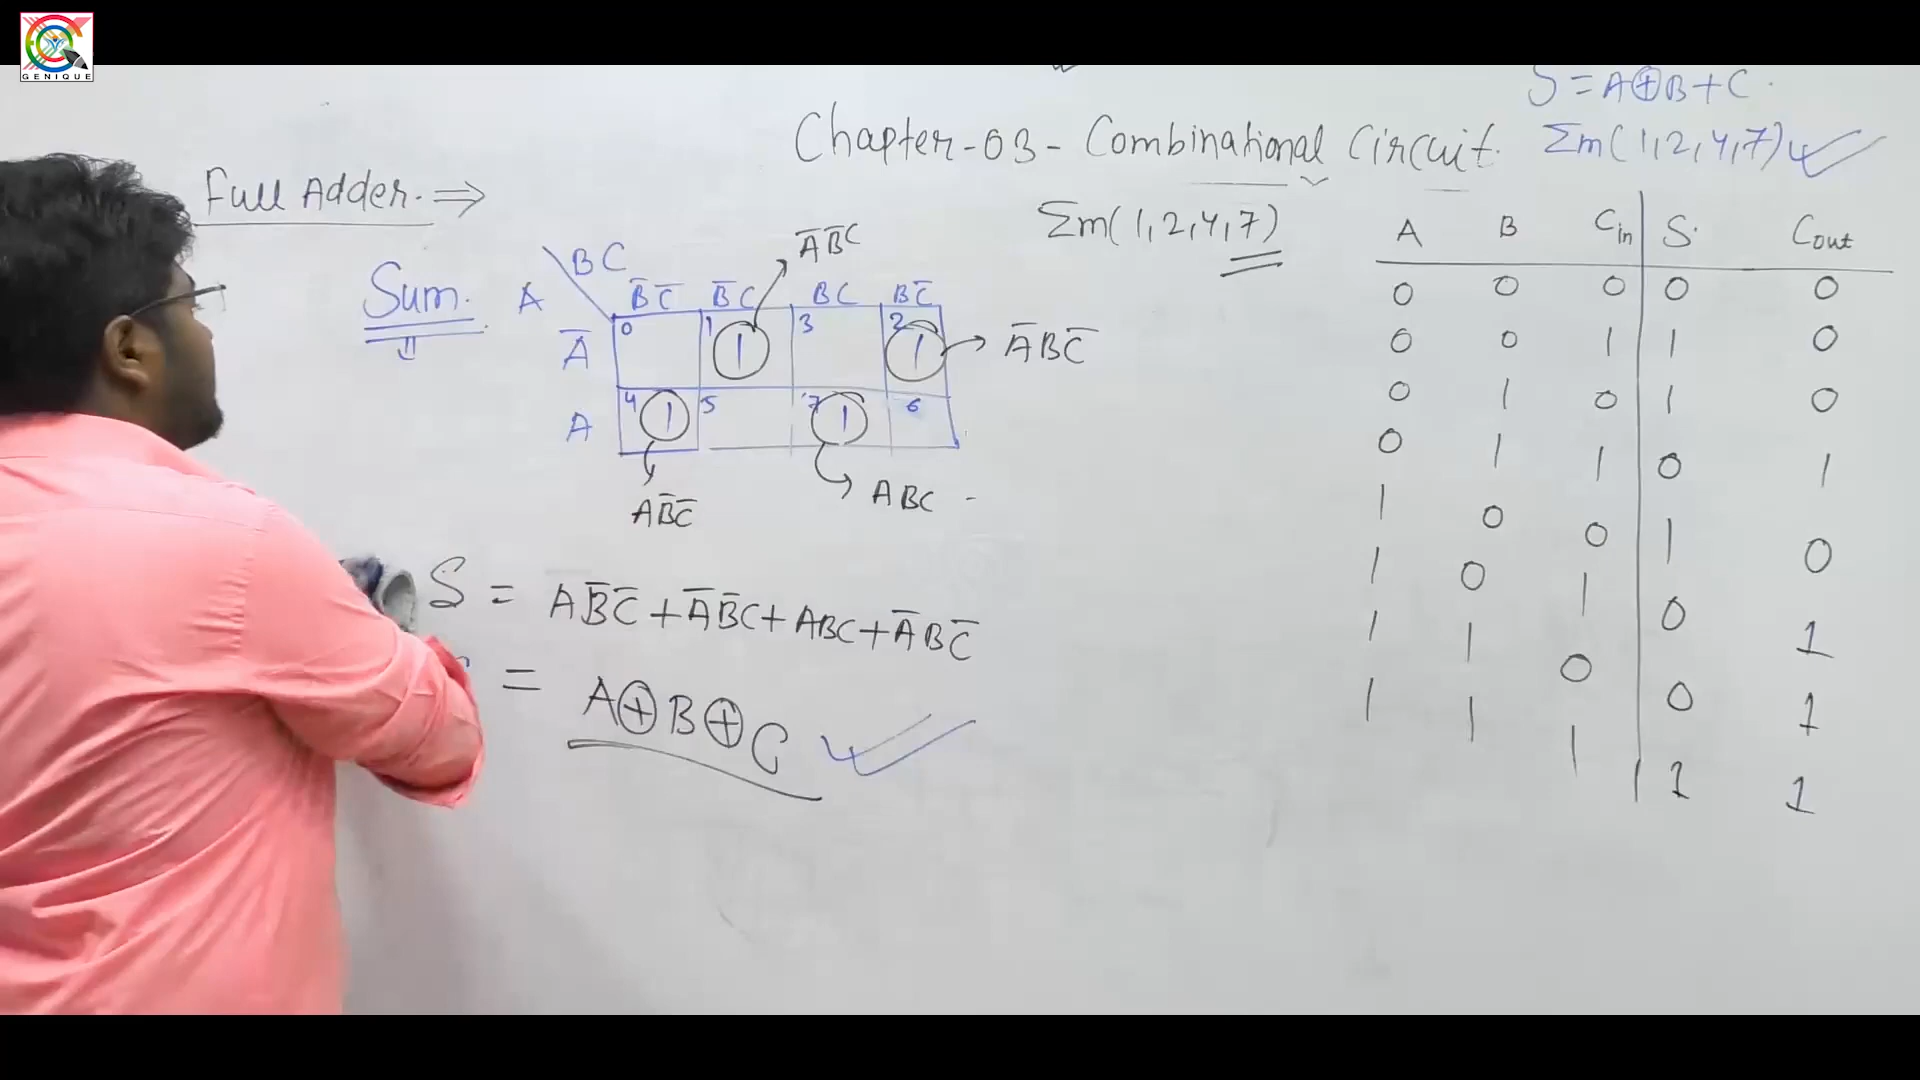 GENIQUE
S = A⊕B+C.
Chapter-03- Combinational Circuit.
Σm(1,2,4,7)
Full Adder. ⇒
Σm(1,2,4,7)
Sum.
A
BC
B̅C̅ B̅C BC BC̅
A̅
A
0 1 1 3 2 1
4 1 5 7 1 6
A̅B̅C
A̅BC̅
AB̅C̅
ABC
S = AB̅C̅ + A̅B̅C + ABC + A̅BC̅
= A⊕B⊕C
A B Cin S. Cout
0 0 0 0 0
0 0 1 1 0
0 1 0 1 0
0 1 1 0 1
1 0 0 1 0
1 0 1 0 1
1 1 0 0 1
1 1 1 1 1